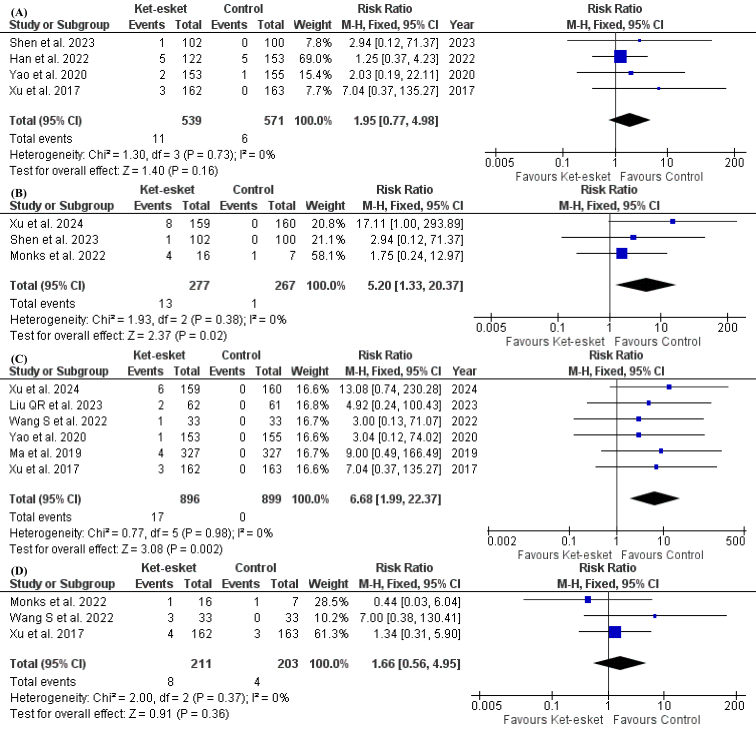 (A) Ket-esket Control Risk Ratio Risk Ratio
Study or Subgroup Events Total Events Total Weight M-H, Fixed, 95% CI Year M-H, Fixed, 95% CI
Shen et al. 2023 1 102 0 100 7.8% 2.94 [0.12, 71.37] 2023
Han et al. 2022 5 122 5 153 69.0% 1.25 [0.37, 4.23] 2022
Yao et al. 2020 2 153 1 155 15.4% 2.03 [0.19, 22.11] 2020
Xu et al. 2017 3 162 0 163 7.7% 7.04 [0.37, 135.27] 2017
Total (95% CI) 539 571 100.0% 1.95 [0.77, 4.98]
Total events 11 6
Heterogeneity: Chi² = 1.30, df = 3 (P = 0.73); I² = 0%
Test for overall effect: Z = 1.40 (P = 0.16)
0.005 0.1 1 10 200
Favours Ket-esket Favours Control
(B) Ket-esket Control Risk Ratio Risk Ratio
Study or Subgroup Events Total Events Total Weight M-H, Fixed, 95% CI M-H, Fixed, 95% CI
Xu et al. 2024 8 159 0 160 20.8% 17.11 [1.00, 293.89]
Shen et al. 2023 1 102 0 100 21.1% 2.94 [0.12, 71.37]
Monks et al. 2022 4 16 1 7 58.1% 1.75 [0.24, 12.97]
Total (95% CI) 277 267 100.0% 5.20 [1.33, 20.37]
Total events 13 1
Heterogeneity: Chi² = 1.93, df = 2 (P = 0.38); I² = 0%
Test for overall effect: Z = 2.37 (P = 0.02)
0.005 0.1 1 10 200
Favours Ket-esket Favours Control
(C) Ket-esket Control Risk Ratio Risk Ratio
Study or Subgroup Events Total Events Total Weight M-H, Fixed, 95% CI Year M-H, Fixed, 95% CI
Xu et al. 2024 6 159 0 160 16.6% 13.08 [0.74, 230.28] 2024
Liu QR et al. 2023 2 62 0 61 16.8% 4.92 [0.24, 100.43] 2023
Wang S et al. 2022 1 33 0 33 16.7% 3.00 [0.13, 71.07] 2022
Yao et al. 2020 1 153 0 155 16.6% 3.04 [0.12, 74.02] 2020
Ma et al. 2019 4 327 0 327 16.7% 9.00 [0.49, 166.49] 2019
Xu et al. 2017 3 162 0 163 16.6% 7.04 [0.37, 135.27] 2017
Total (95% CI) 896 899 100.0% 6.68 [1.99, 22.37]
Total events 17 0
Heterogeneity: Chi² = 0.77, df = 5 (P = 0.98); I² = 0%
Test for overall effect: Z = 3.08 (P = 0.002)
0.002 0.1 1 10 500
Favours Ket-esket Favours Control
(D) Ket-esket Control Risk Ratio Risk Ratio
Study or Subgroup Events Total Events Total Weight M-H, Fixed, 95% CI M-H, Fixed, 95% CI
Monks et al. 2022 1 16 1 7 28.5% 0.44 [0.03, 6.04]
Wang S et al. 2022 3 33 0 33 10.2% 7.00 [0.38, 130.41]
Xu et al. 2017 4 162 3 163 61.3% 1.34 [0.31, 5.90]
Total (95% CI) 211 203 100.0% 1.66 [0.56, 4.95]
Total events 8 4
Heterogeneity: Chi² = 2.00, df = 2 (P = 0.37); I² = 0%
Test for overall effect: Z = 0.91 (P = 0.36)
0.005 0.1 1 10 200
Favours Ket-esket Favours Control